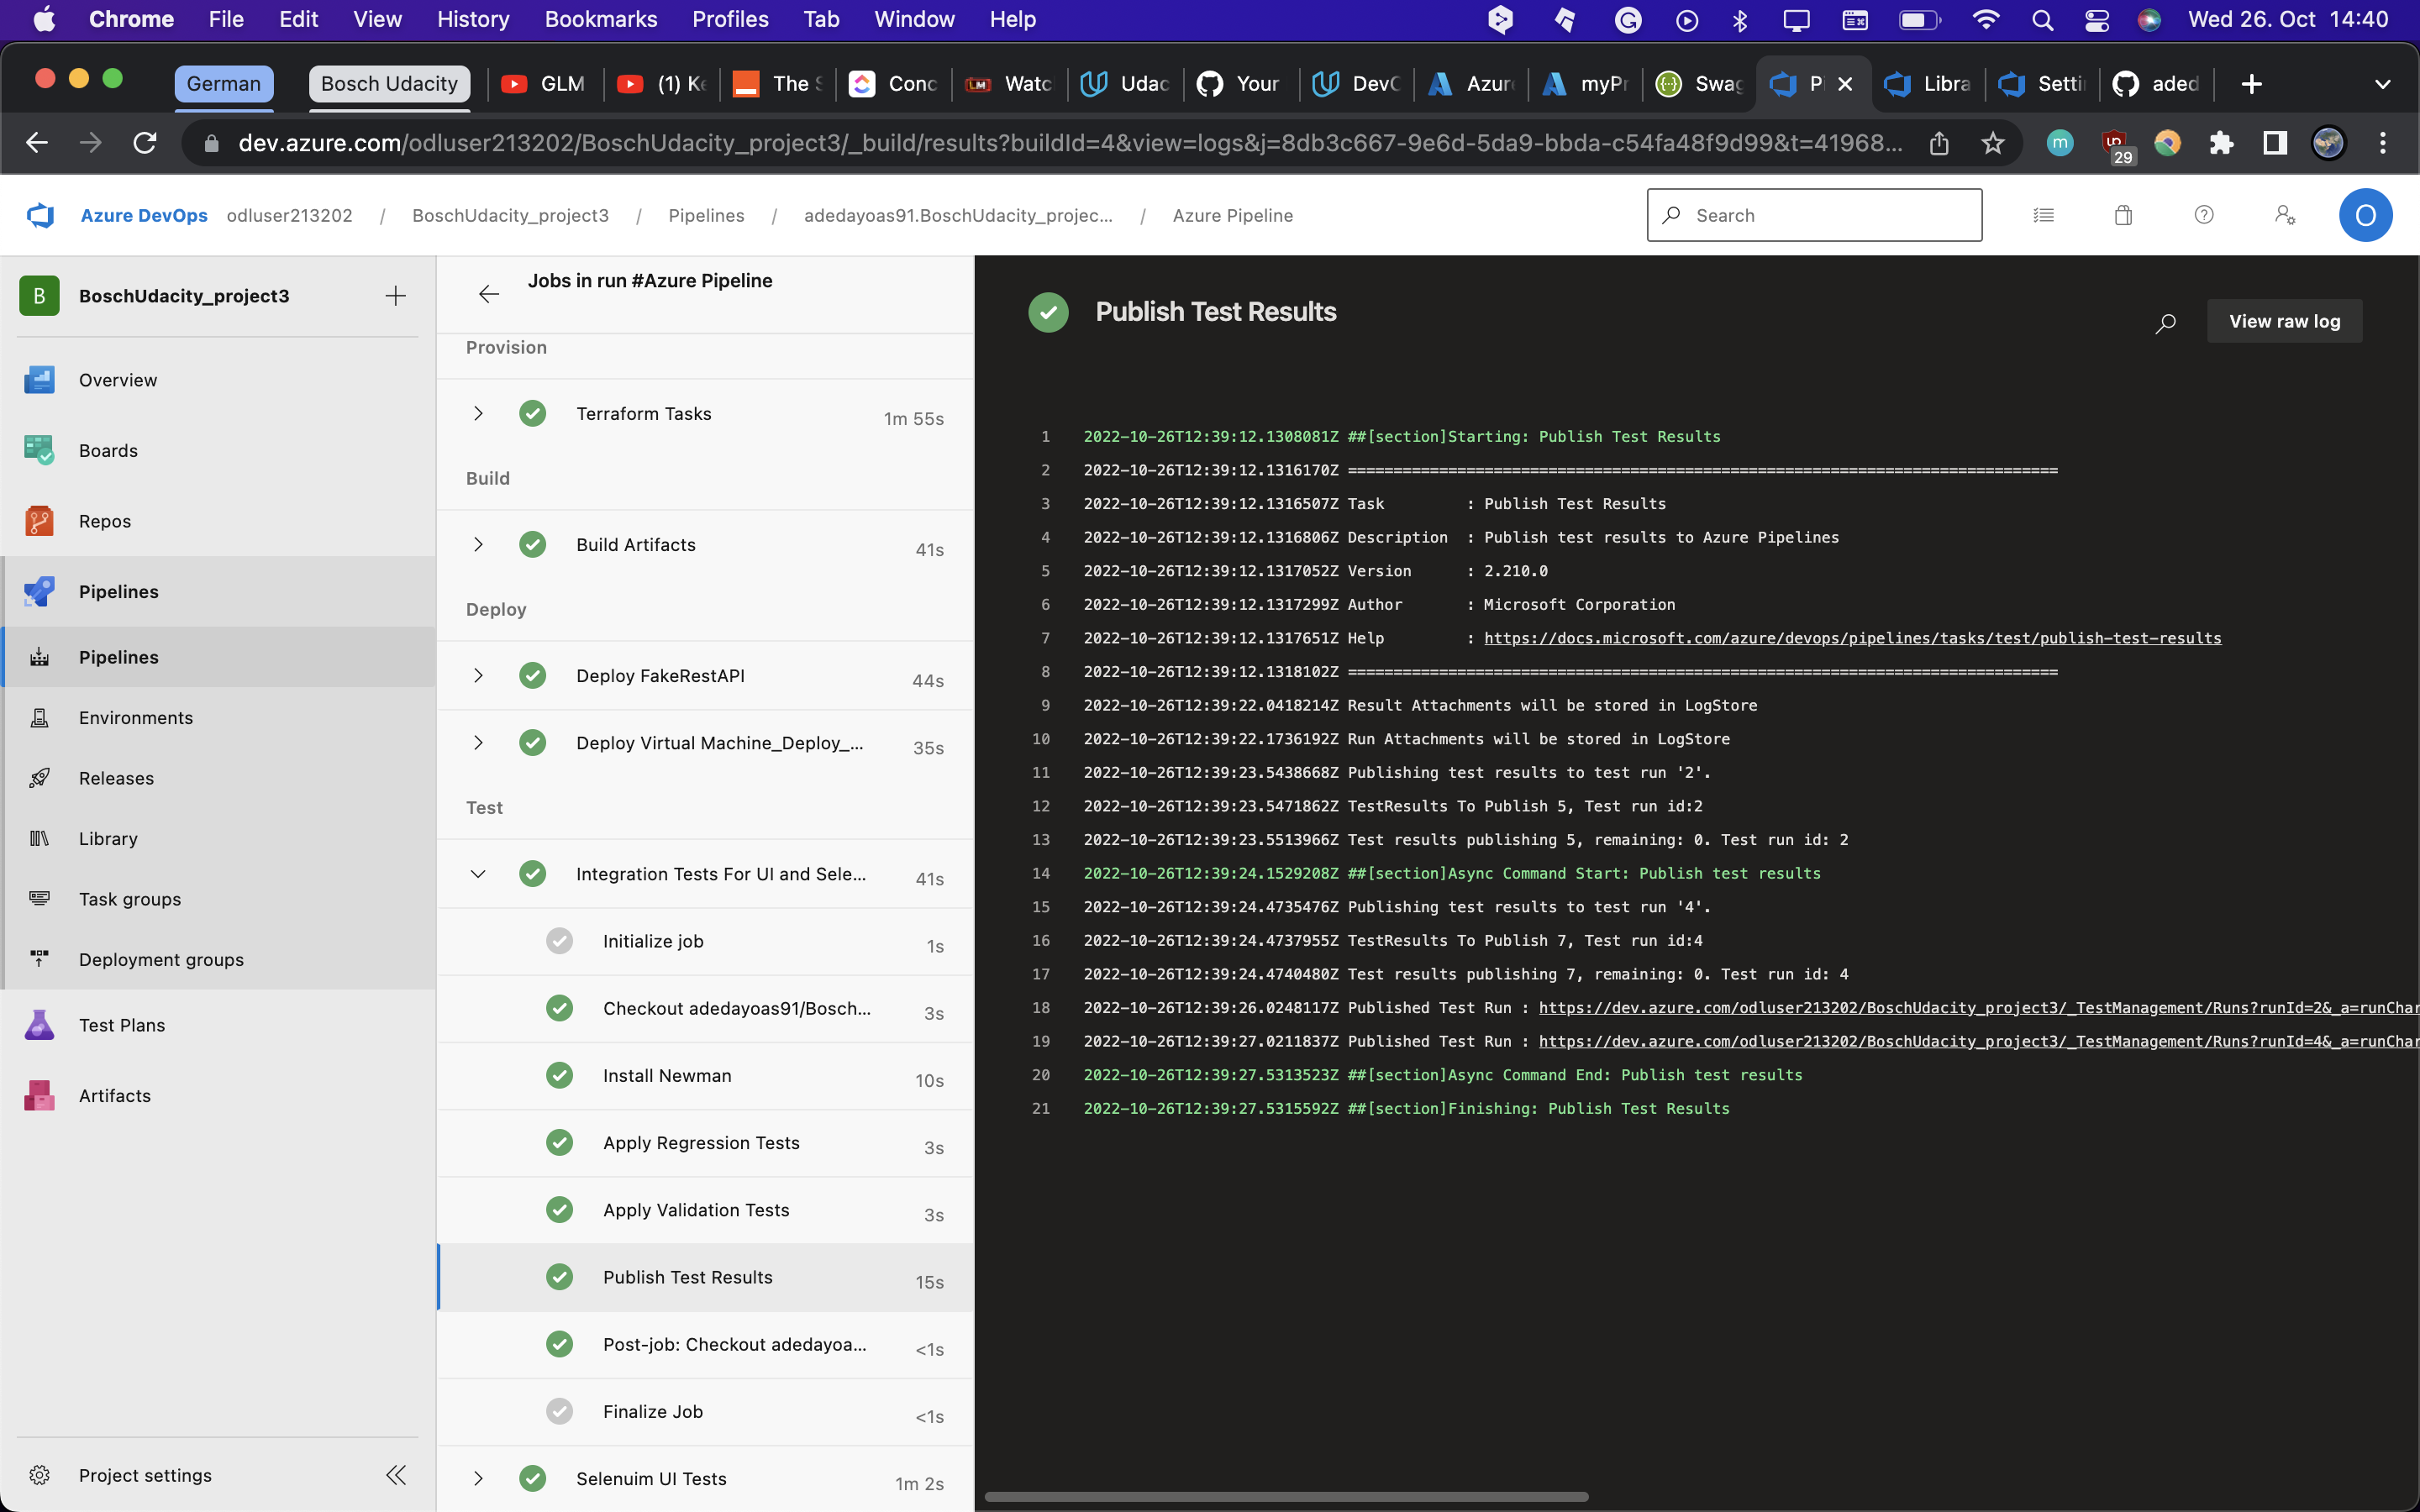 Chrome File Edit View History Bookmarks Profiles Tab Window Help Wed 26. Oct 14:40
German Bosch Udacity GLM (1) Ke The S Conc Watc Udac Your DevC Azur myPr Swag Pi Libra Setti aded
dev.azure.com/odluser213202/BoschUdacity_project3/_build/results?buildId=4&view=logs&j=8db3c667-9e6d-5da9-bbda-c54fa48f9d99&t=41968... m 29
Azure DevOps odluser213202 / BoschUdacity_project3 / Pipelines / adedayoas91.BoschUdacity_projec... / Azure Pipeline Search O
B BoschUdacity_project3
Overview
Boards
Repos
Pipelines
Pipelines
Environments
Releases
Library
Task groups
Deployment groups
Test Plans
Artifacts
Project settings
Jobs in run #Azure Pipeline
Provision
Terraform Tasks 1m 55s
Build
Build Artifacts 41s
Deploy
Deploy FakeRestAPI 44s
Deploy Virtual Machine_Deploy_... 35s
Test
Integration Tests For UI and Sele... 41s
Initialize job 1s
Checkout adedayoas91/Bosch... 3s
Install Newman 10s
Apply Regression Tests 3s
Apply Validation Tests 3s
Publish Test Results 15s
Post-job: Checkout adedayoa... <1s
Finalize Job <1s
Selenuim UI Tests 1m 2s
Publish Test Results
View raw log
1 2022-10-26T12:39:12.1308081Z ##[section]Starting: Publish Test Results
2 2022-10-26T12:39:12.1316170Z ==============================================================================
3 2022-10-26T12:39:12.1316507Z Task : Publish Test Results
4 2022-10-26T12:39:12.1316806Z Description : Publish test results to Azure Pipelines
5 2022-10-26T12:39:12.1317052Z Version : 2.210.0
6 2022-10-26T12:39:12.1317299Z Author : Microsoft Corporation
7 2022-10-26T12:39:12.1317651Z Help : https://docs.microsoft.com/azure/devops/pipelines/tasks/test/publish-test-results
8 2022-10-26T12:39:12.1318102Z ==============================================================================
9 2022-10-26T12:39:22.0418214Z Result Attachments will be stored in LogStore
10 2022-10-26T12:39:22.1736192Z Run Attachments will be stored in LogStore
11 2022-10-26T12:39:23.5438668Z Publishing test results to test run '2'.
12 2022-10-26T12:39:23.5471862Z TestResults To Publish 5, Test run id:2
13 2022-10-26T12:39:23.5513966Z Test results publishing 5, remaining: 0. Test run id: 2
14 2022-10-26T12:39:24.1529208Z ##[section]Async Command Start: Publish test results
15 2022-10-26T12:39:24.4735476Z Publishing test results to test run '4'.
16 2022-10-26T12:39:24.4737955Z TestResults To Publish 7, Test run id:4
17 2022-10-26T12:39:24.4740480Z Test results publishing 7, remaining: 0. Test run id: 4
18 2022-10-26T12:39:26.0248117Z Published Test Run : https://dev.azure.com/odluser213202/BoschUdacity_project3/_TestManagement/Runs?runId=2&_a=runChar
19 2022-10-26T12:39:27.0211837Z Published Test Run : https://dev.azure.com/odluser213202/BoschUdacity_project3/_TestManagement/Runs?runId=4&_a=runChar
20 2022-10-26T12:39:27.5313523Z ##[section]Async Command End: Publish test results
21 2022-10-26T12:39:27.5315592Z ##[section]Finishing: Publish Test Results